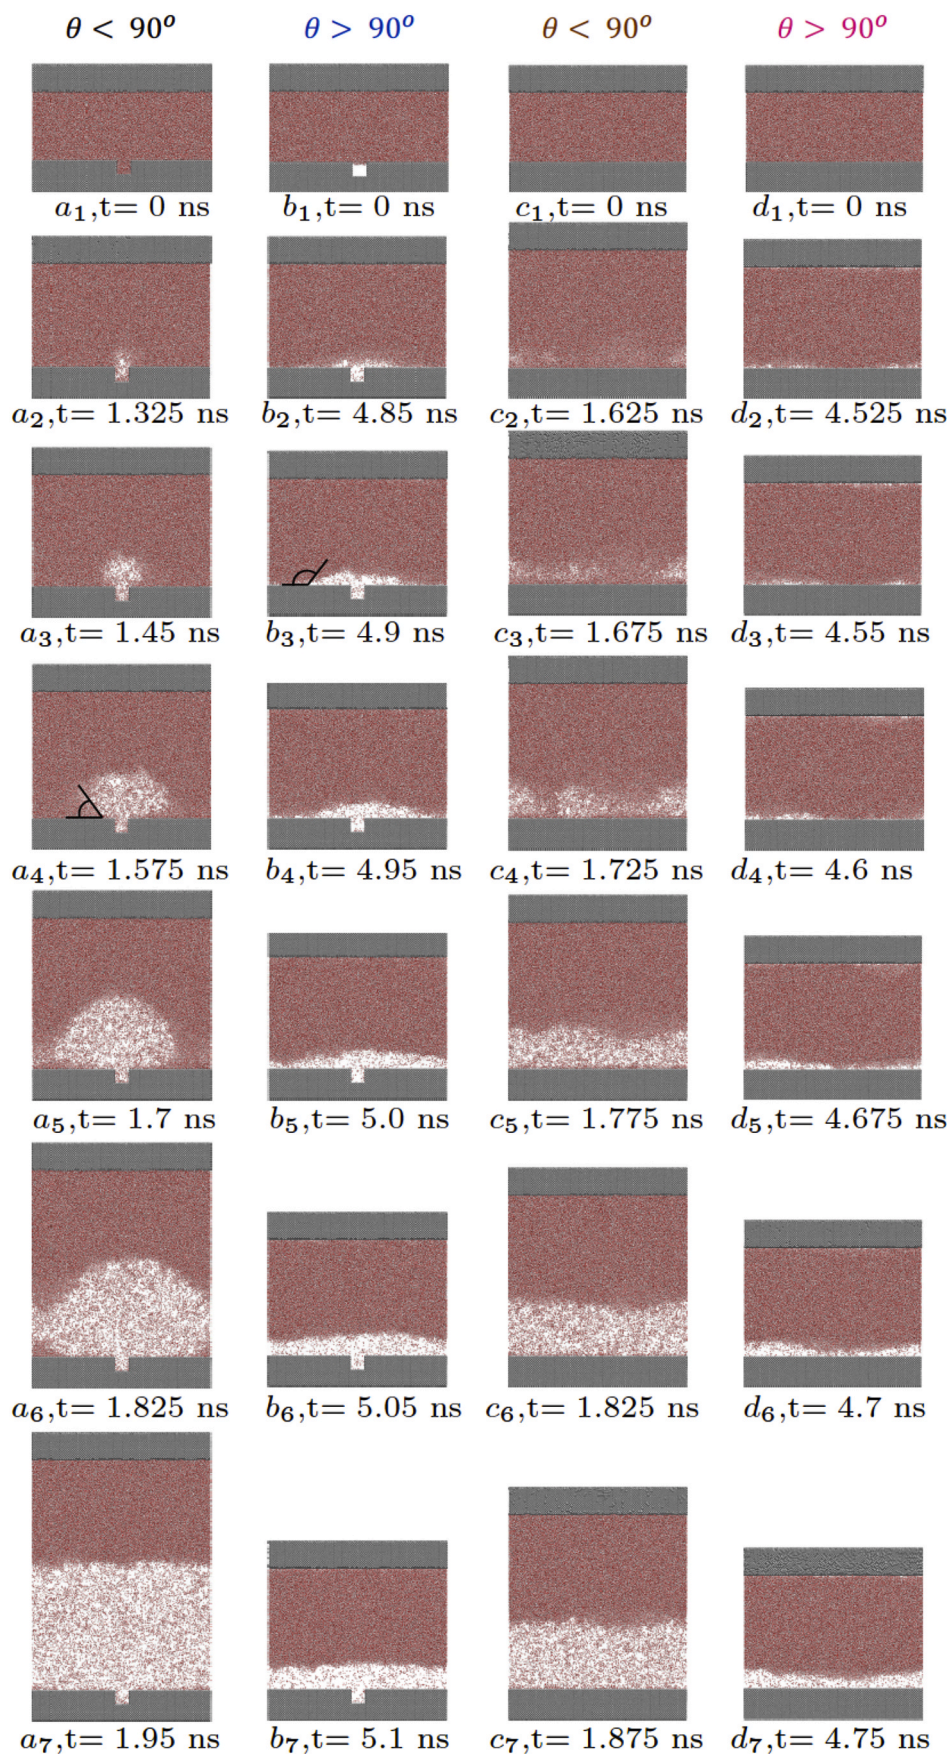 θ < 90º θ > 90º θ < 90º θ > 90º
a₁,t= 0 ns b₁,t= 0 ns c₁,t= 0 ns d₁,t= 0 ns
a₂,t= 1.325 ns b₂,t= 4.85 ns c₂,t= 1.625 ns d₂,t= 4.525 ns
a₃,t= 1.45 ns b₃,t= 4.9 ns c₃,t= 1.675 ns d₃,t= 4.55 ns
a₄,t= 1.575 ns b₄,t= 4.95 ns c₄,t= 1.725 ns d₄,t= 4.6 ns
a₅,t= 1.7 ns b₅,t= 5.0 ns c₅,t= 1.775 ns d₅,t= 4.675 ns
a₆,t= 1.825 ns b₆,t= 5.05 ns c₆,t= 1.825 ns d₆,t= 4.7 ns
a₇,t= 1.95 ns b₇,t= 5.1 ns c₇,t= 1.875 ns d₇,t= 4.75 ns